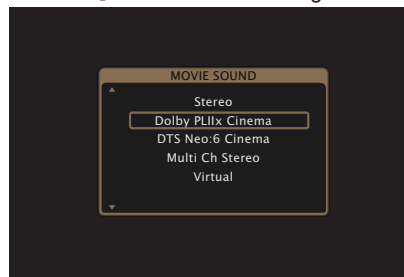 MOVIE SOUND
Stereo
Dolby PLIIx Cinema
DTS Neo:6 Cinema
Multi Ch Stereo
Virtual